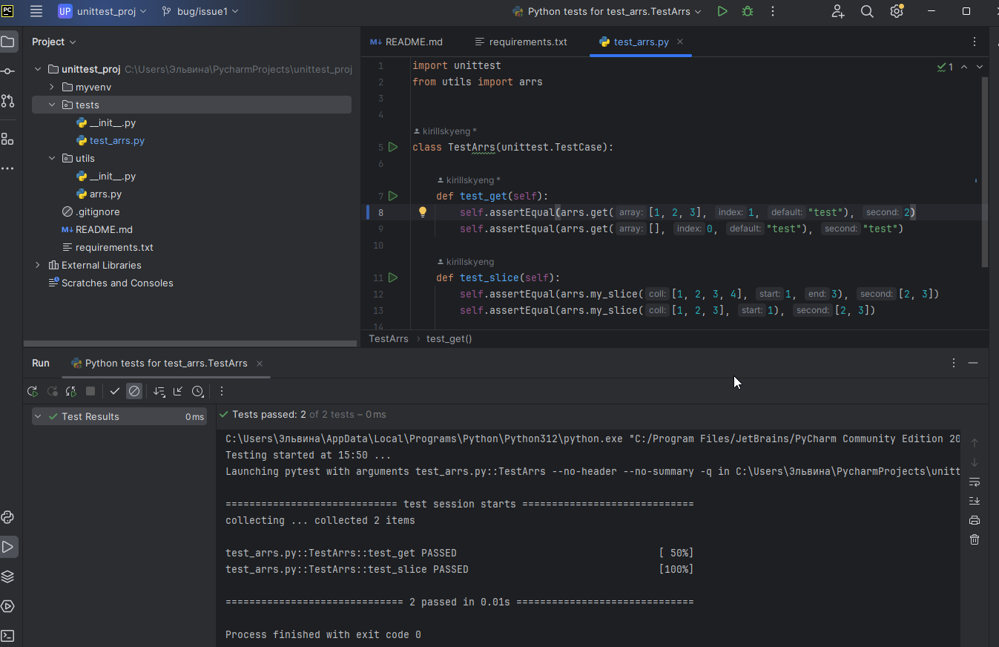 PC
UP unittest_proj
bug/issue1
Python tests for test_arrs.TestArrs
Project
unittest_proj C:\Users\Эльвина\PycharmProjects\unittest_proj
myvenv
tests
__init__.py
test_arrs.py
utils
__init__.py
arrs.py
.gitignore
M↓ README.md
requirements.txt
External Libraries
Scratches and Consoles
M↓ README.md
requirements.txt
test_arrs.py
1 import unittest
2 from utils import arrs
3
4
kirillskyeng *
5 class TestArrs(unittest.TestCase):
6
kirillskyeng *
7 def test_get(self):
8 self.assertEqual(arrs.get( array: [1, 2, 3], index: 1, default: "test"), second: 2)
9 self.assertEqual(arrs.get( array: [], index: 0, default: "test"), second: "test")
10
kirillskyeng
11 def test_slice(self):
12 self.assertEqual(arrs.my_slice( coll: [1, 2, 3, 4], start: 1, end: 3), second: [2, 3])
13 self.assertEqual(arrs.my_slice( coll: [1, 2, 3], start: 1), second: [2, 3])
14
1
TestArrs > test_get()
Run
Python tests for test_arrs.TestArrs
Test Results 0 ms
Tests passed: 2 of 2 tests – 0 ms
C:\Users\Эльвина\AppData\Local\Programs\Python\Python312\python.exe "C:/Program Files/JetBrains/PyCharm Community Edition 20
Testing started at 15:50 ...
Launching pytest with arguments test_arrs.py::TestArrs --no-header --no-summary -q in C:\Users\Эльвина\PycharmProjects\unitt
============================= test session starts =============================
collecting ... collected 2 items
test_arrs.py::TestArrs::test_get PASSED [ 50%]
test_arrs.py::TestArrs::test_slice PASSED [100%]
============================== 2 passed in 0.01s ==============================
Process finished with exit code 0